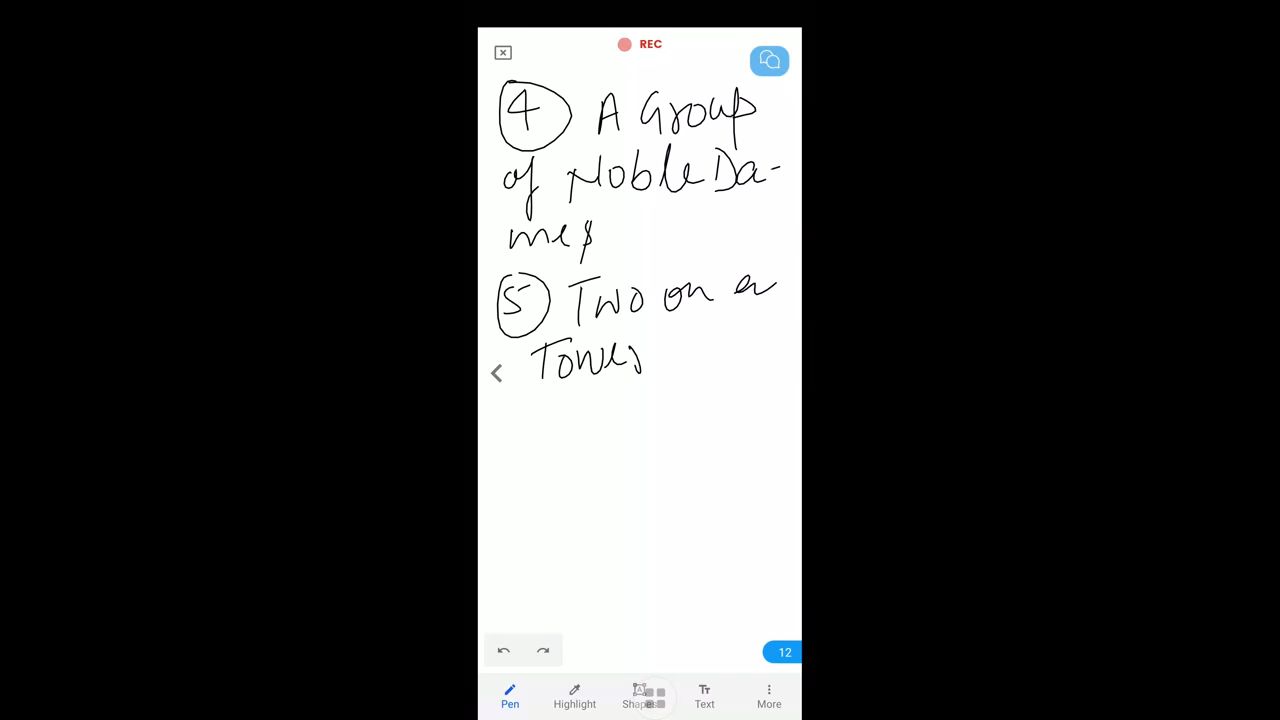 REC
4 A Group
of Noble Da-
mes
5 Two on a
Tower
12
Pen Highlight Shapes Text More